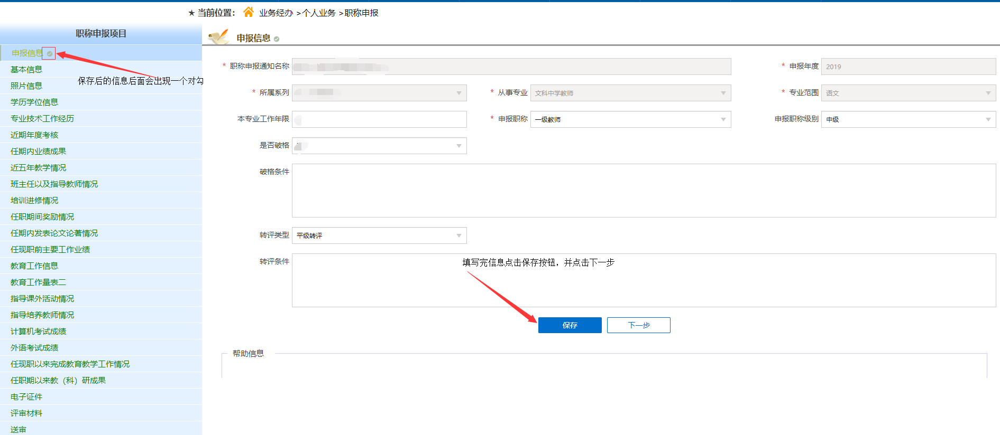 ★ 当前位置： 业务经办 >个人业务 >职称申报
职称申报项目
申报信息
基本信息
照片信息
学历学位信息
专业技术工作经历
近期年度考核
任期内业绩成果
近五年教学情况
班主任以及指导教师情况
培训进修情况
任职期间奖励情况
任期内发表论文论著情况
任现职前主要工作业绩
教育工作信息
教育工作量表二
指导课外活动情况
指导培养教师情况
计算机考试成绩
外语考试成绩
任现职以来完成教育教学工作情况
任职期以来教（科）研成果
电子证件
评审材料
送审
保存后的信息后面会出现一个对勾
申报信息
* 职称申报通知名称
* 申报年度 2019
* 所属系列
* 从事专业 文科中学教师
* 专业范围 语文
本专业工作年限
* 申报职称 一级教师
申报职称级别 中级
是否破格
破格条件
转评类型 平级转评
转评条件
填写完信息点击保存按钮，并点击下一步
保存
下一步
帮助信息